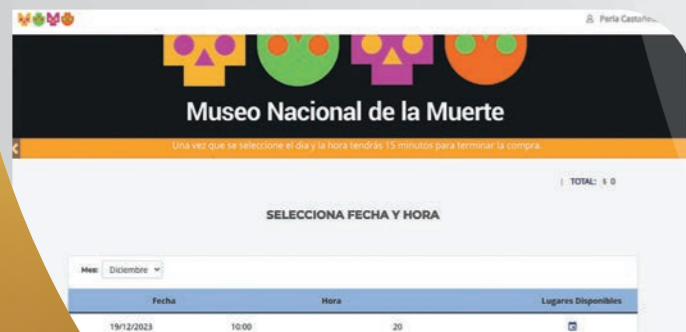 Perla
Museo Nacional de la Muerte
Una vez que se seleccione el día y la hora tendrás 15 minutos para terminar la compra.
| TOTAL: $ 0
SELECCIONA FECHA Y HORA
Mes: Diciembre
Fecha Hora Lugares Disponibles
19/12/2023 10:00 20